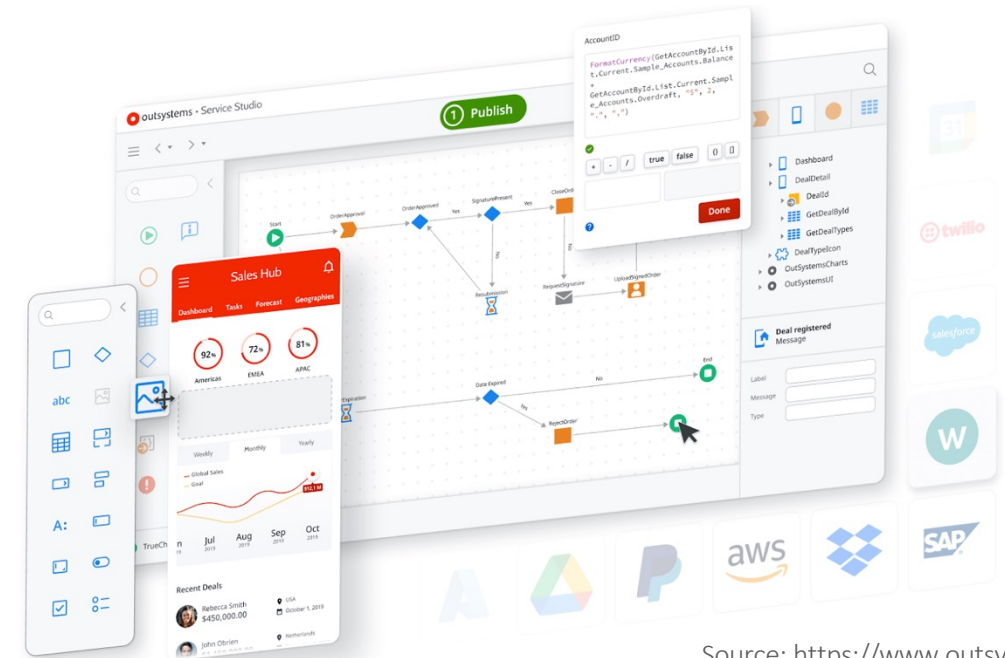 outsystems • Service Studio
1 Publish
AccountID
FormatCurrency(GetAccountById.Lis
t.Current.Sample_Accounts.Balance
+
GetAccountById.List.Current.Sampl
e_Accounts.Overdraft, "$", 2,
".", ",")
+ - / true false () []
Done
Start
OrderApproval
OrderApproved
Yes
SignaturePresent
Yes
No
Resubmission
No
RequestSignature
UploadSignedOrder
Date Expired
No
End
Yes
RejectOrder
Dashboard
DealDetail
DealId
GetDealById
GetDealTypes
DealTypeIcon
OutSystemsCharts
OutSystemsUI
Deal registered
Message
Label
Message
Type
abc
A:
Sales Hub
Dashboard Tasks Forecast Geographies
92% 72% 81%
Americas EMEA APAC
Weekly Monthly Yearly
Global Sales
Goal
Jul Aug Sep Oct
2019 2019 2019 2019
Recent Deals
Rebecca Smith
$450,000.00
USA
October 1, 2019
John Obrien
Netherlands
31
twilio
salesforce
W
aws
SAP
Source: https://www.outsy